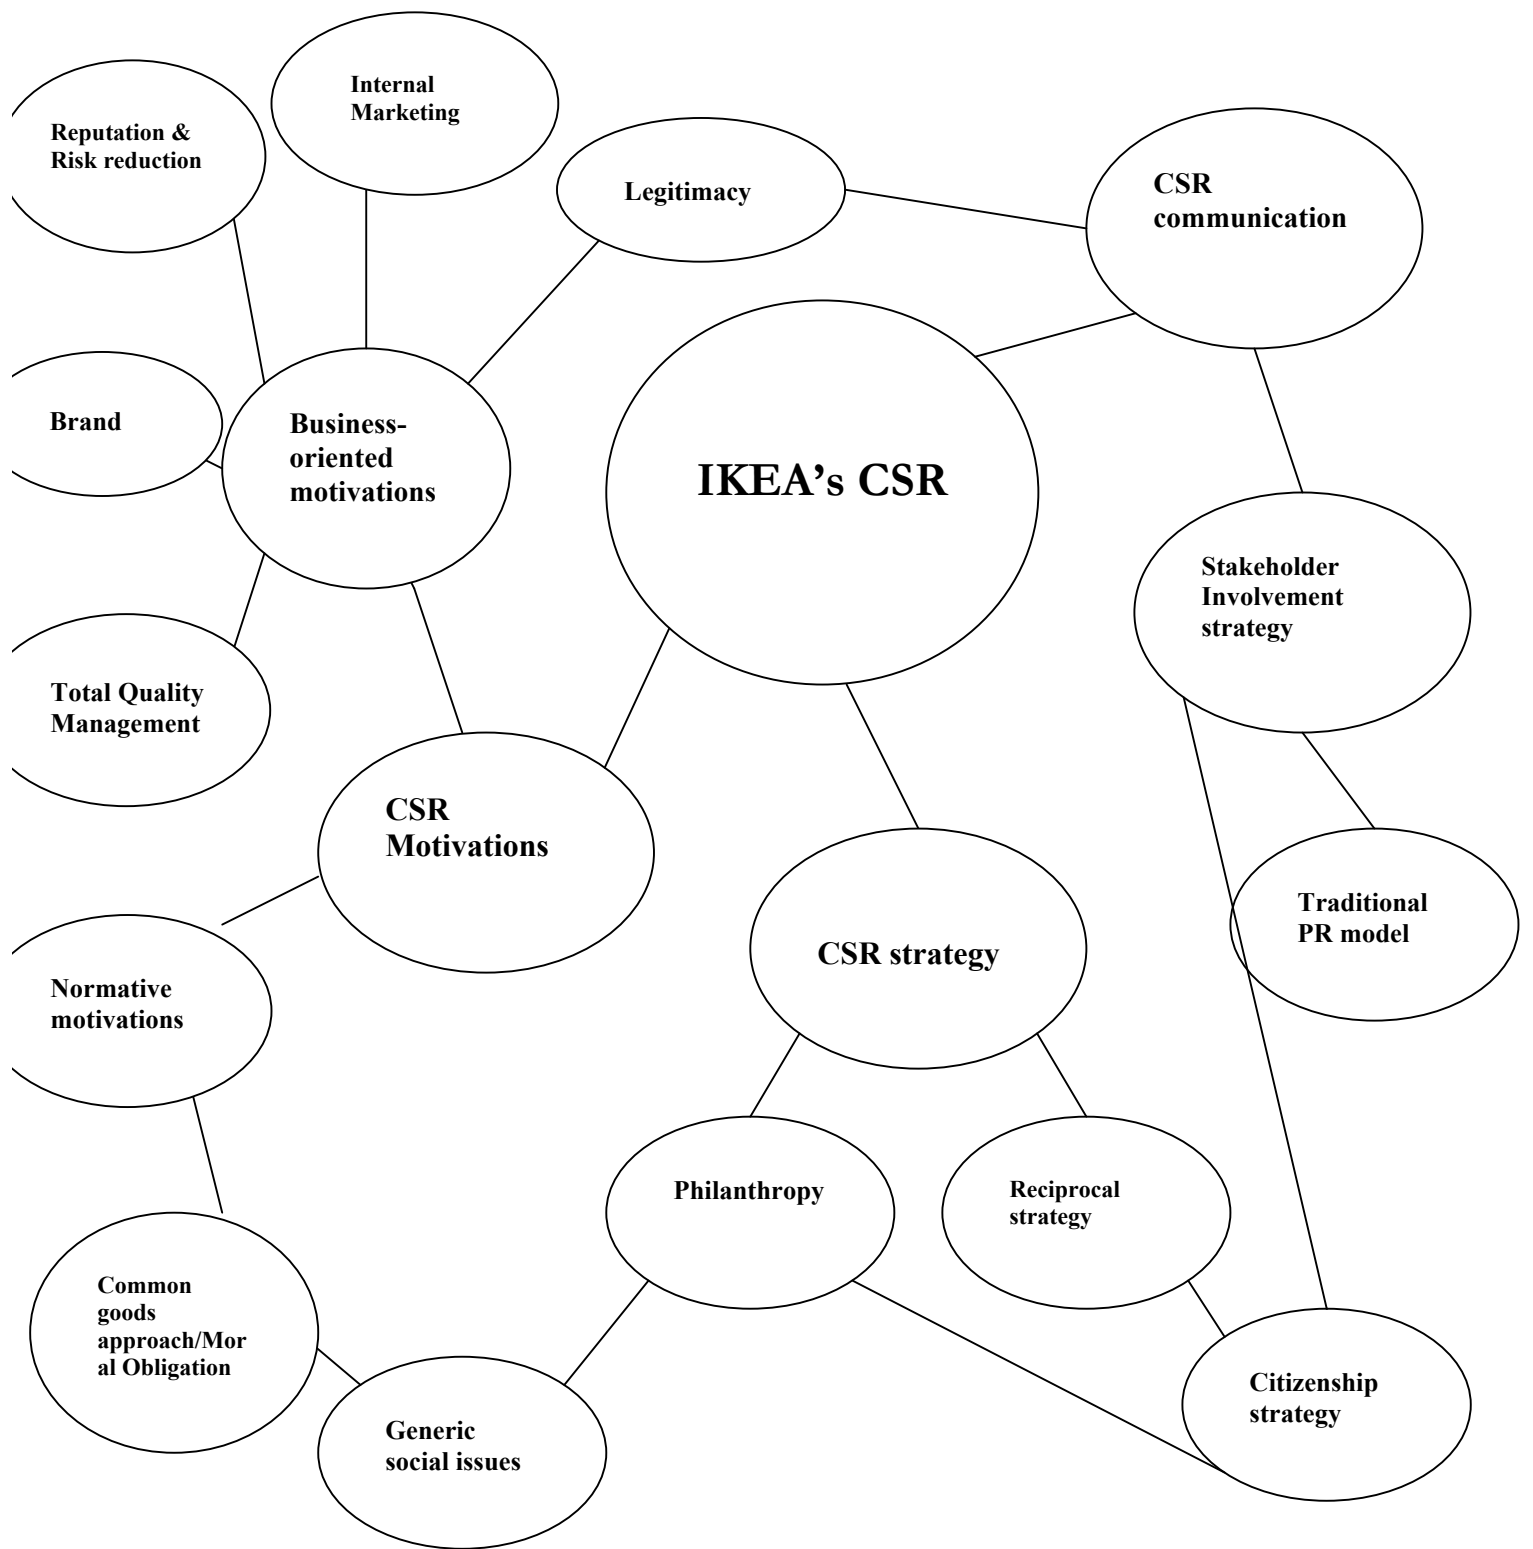 Internal
Marketing
Reputation &
Risk reduction
Legitimacy
CSR
communication
Brand
Business-
oriented
motivations
IKEA’s CSR
Stakeholder
Involvement
strategy
Total Quality
Management
CSR
Motivations
Traditional
PR model
CSR strategy
Normative
motivations
Philanthropy
Reciprocal
strategy
Common
goods
approach/Mor
al Obligation
Citizenship
strategy
Generic
social issues